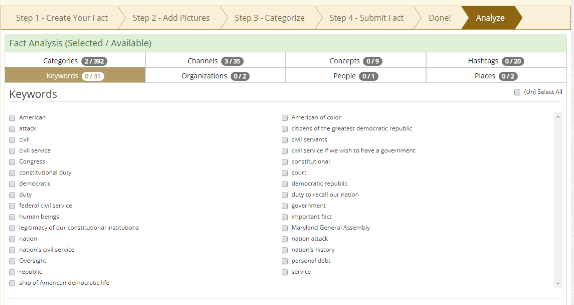 Step 1 - Create Your Fact Step 2 - Add Pictures Step 3 - Categorize Step 4 - Submit Fact Done! Analyze
Fact Analysis (Selected / Available)
Categories 2 / 392 Channels 3 / 35 Concepts 0 / 9 Hashtags 0 / 20
Keywords 0 / 31 Organizations 0 / 2 People 0 / 1 Places 0 / 2
Keywords (Un) Select All
American American of color
attack citizens of the greatest democratic republic
civil civil servants
civil service civil service if we wish to have a government
Congress constitutional
constitutional duty court
democratic democratic republic
duty duty to recall our nation
federal civil service government
human beings important fact
legitimacy of our constitutional institutions Maryland General Assembly
nation nation attack
nation's civil service nation's history
Oversight personal debt
republic service
ship of American democratic life